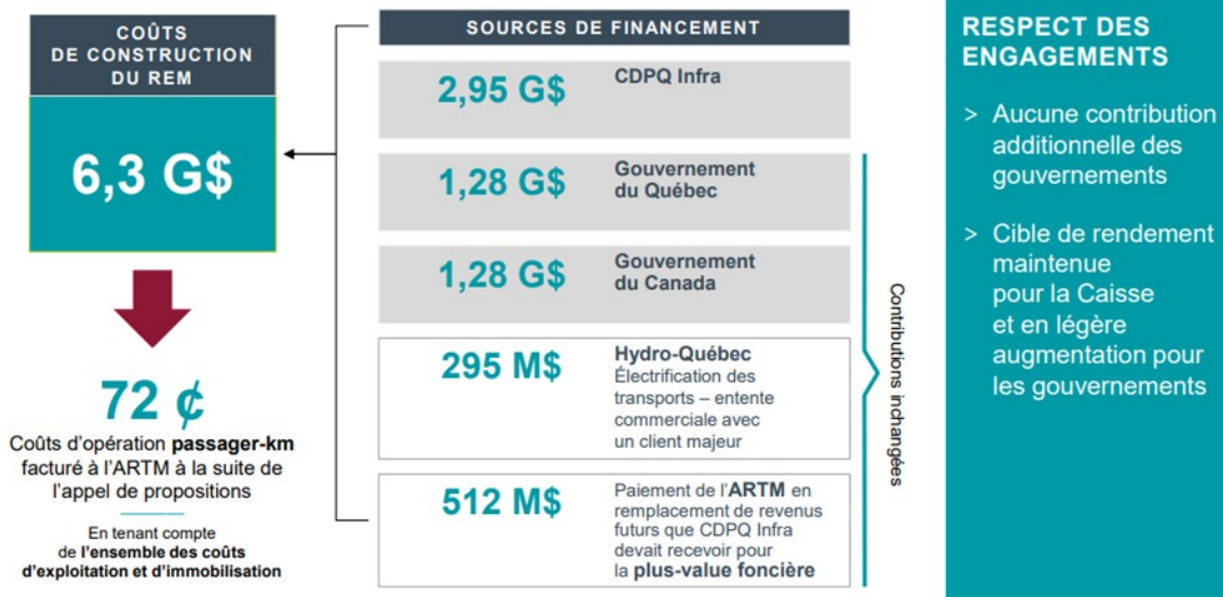 COÛTS
DE CONSTRUCTION
DU REM
6,3 G$
72 ¢
Coûts d'opération passager-km
facturé à l'ARTM à la suite de
l'appel de propositions
En tenant compte
de l'ensemble des coûts
d'exploitation et d'immobilisation
SOURCES DE FINANCEMENT
2,95 G$
CDPQ Infra
1,28 G$
Gouvernement
du Québec
1,28 G$
Gouvernement
du Canada
295 M$
Hydro-Québec
Électrification des
transports – entente
commerciale avec
un client majeur
512 M$
Paiement de l'ARTM en
remplacement de revenus
futurs que CDPQ Infra
devait recevoir pour
la plus-value foncière
Contributions inchangées
RESPECT DES
ENGAGEMENTS
> Aucune contribution
additionnelle des
gouvernements
> Cible de rendement
maintenue
pour la Caisse
et en légère
augmentation pour
les gouvernements